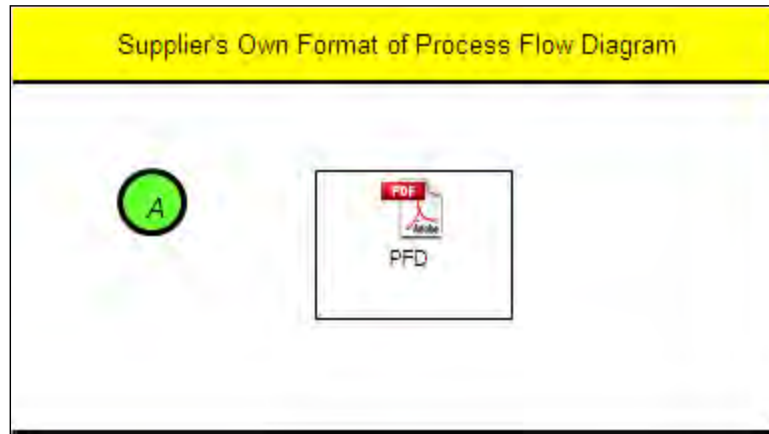 Supplier's Own Format of Process Flow Diagram
A
PDF
Adobe
PFD